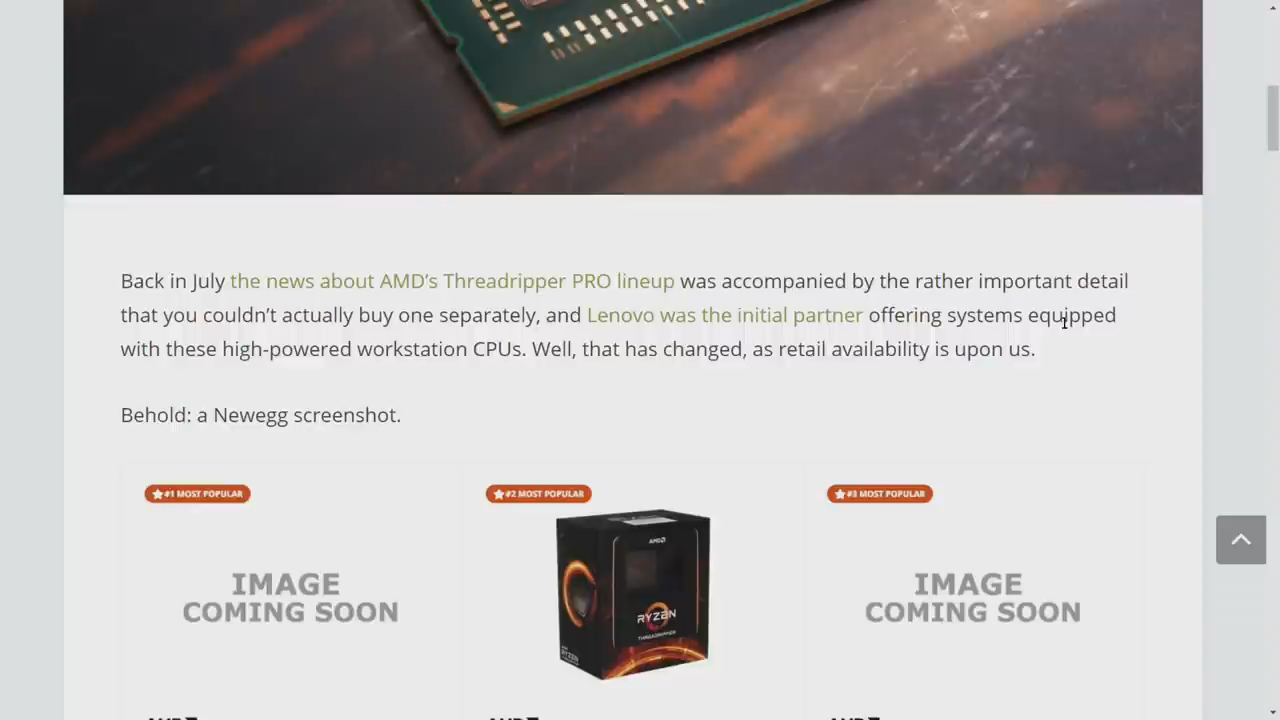 Back in July the news about AMD’s Threadripper PRO lineup was accompanied by the rather important detail
that you couldn’t actually buy one separately, and Lenovo was the initial partner offering systems equipped
with these high-powered workstation CPUs. Well, that has changed, as retail availability is upon us.
Behold: a Newegg screenshot.
#1 MOST POPULAR
#2 MOST POPULAR
#3 MOST POPULAR
IMAGE
COMING SOON
AMD
RYZEN
THREADRIPPER
IMAGE
COMING SOON